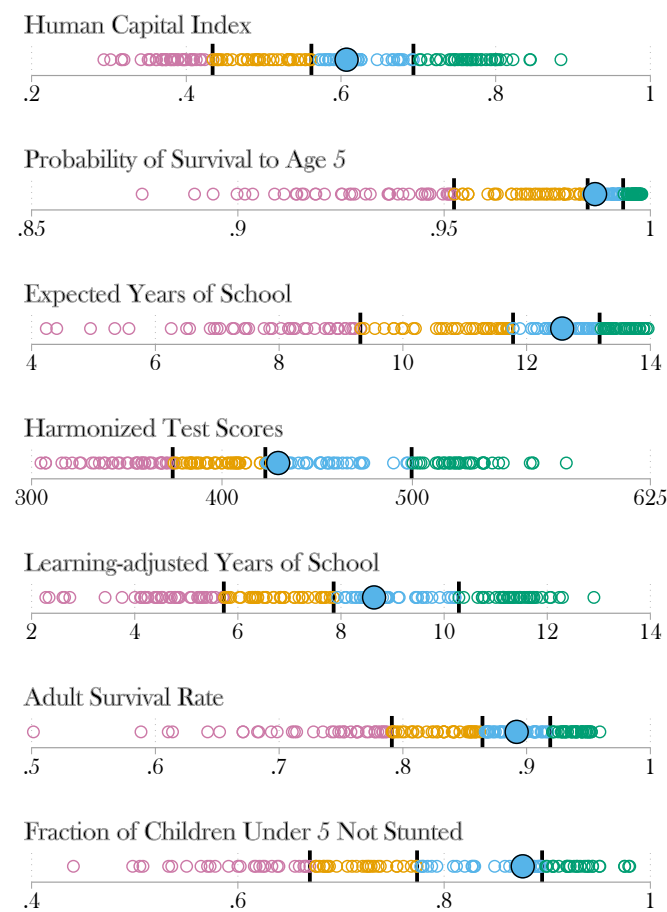 Human Capital Index
.2 .4 .6 .8 1
Probability of Survival to Age 5
.85 .9 .95 1
Expected Years of School
4 6 8 10 12 14
Harmonized Test Scores
300 400 500 625
Learning-adjusted Years of School
2 4 6 8 10 12 14
Adult Survival Rate
.5 .6 .7 .8 .9 1
Fraction of Children Under 5 Not Stunted
.4 .6 .8 1